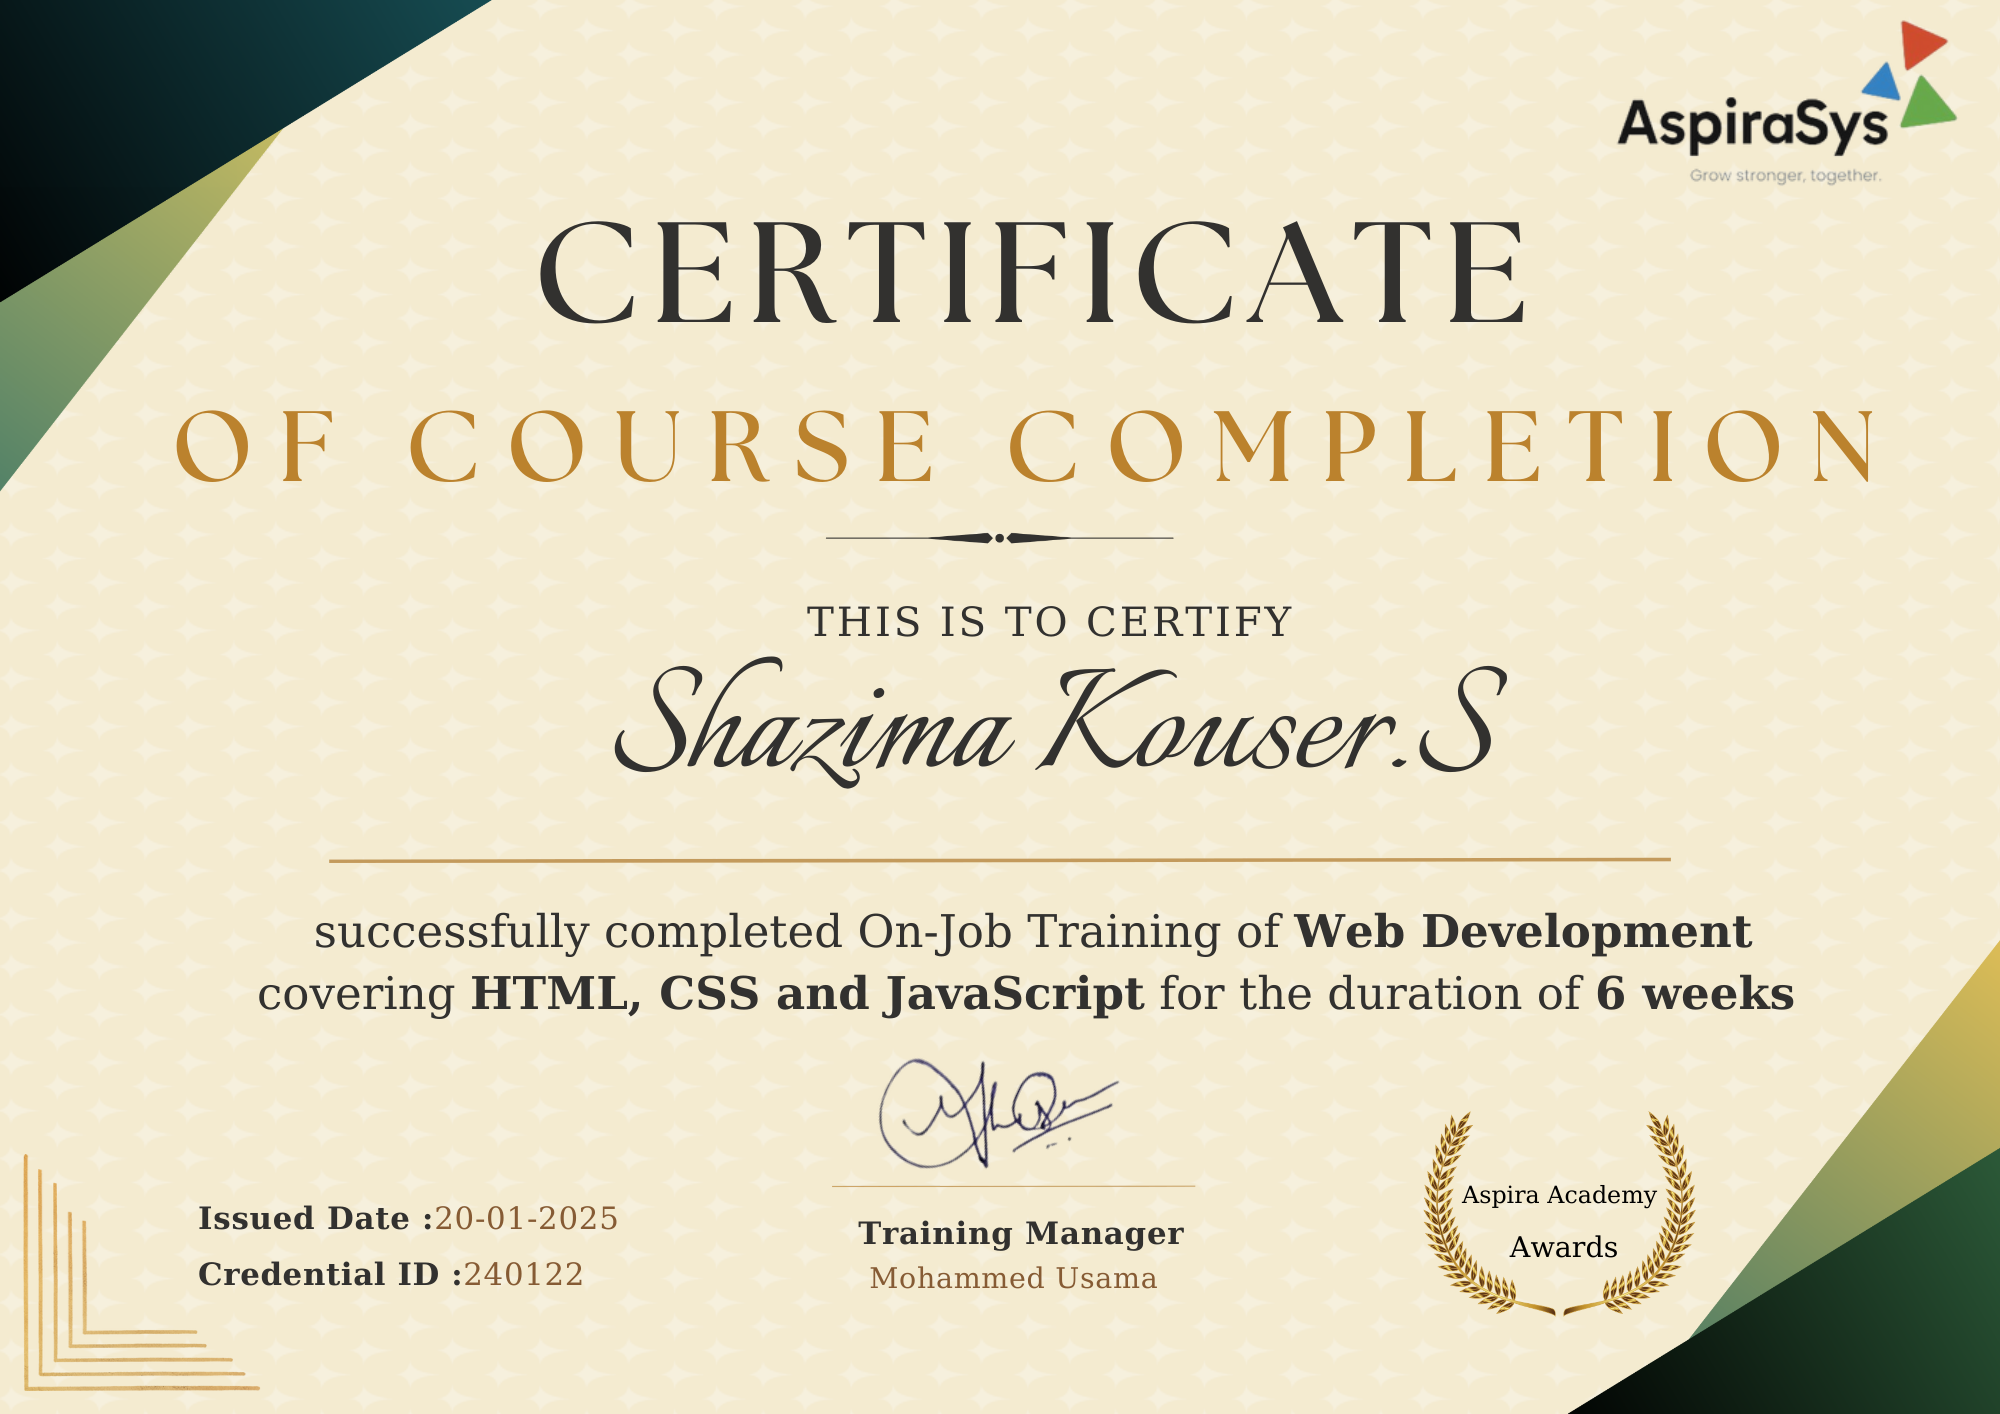 AspiraSys
Grow stronger, together.
CERTIFICATE
OF COURSE COMPLETION
THIS IS TO CERTIFY
Shazima Kouser.S
successfully completed On-Job Training of Web Development
covering HTML, CSS and JavaScript for the duration of 6 weeks
Issued Date :20-01-2025
Credential ID :240122
Training Manager
Mohammed Usama
Aspira Academy
Awards